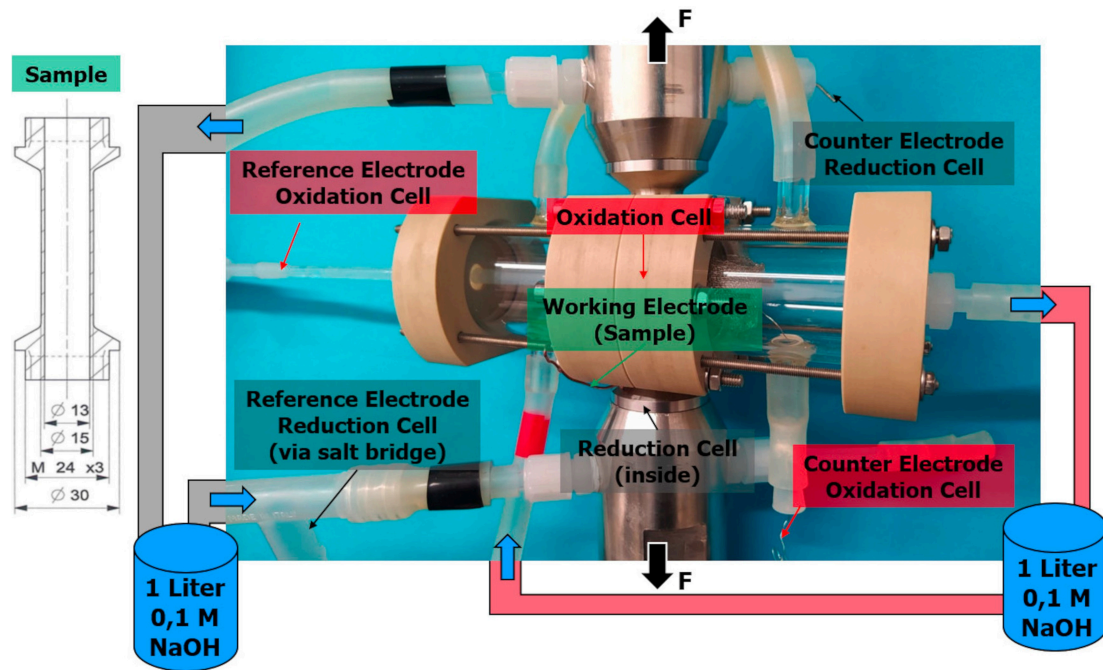 F
Sample
Counter Electrode
Reduction Cell
Reference Electrode
Oxidation Cell
Oxidation Cell
Working Electrode
(Sample)
Reference Electrode
Reduction Cell
(via salt bridge)
Reduction Cell
(inside)
Counter Electrode
Oxidation Cell
Ø 13
Ø 15
M 24 x3
Ø 30
F
1 Liter
0,1 M
NaOH
1 Liter
0,1 M
NaOH